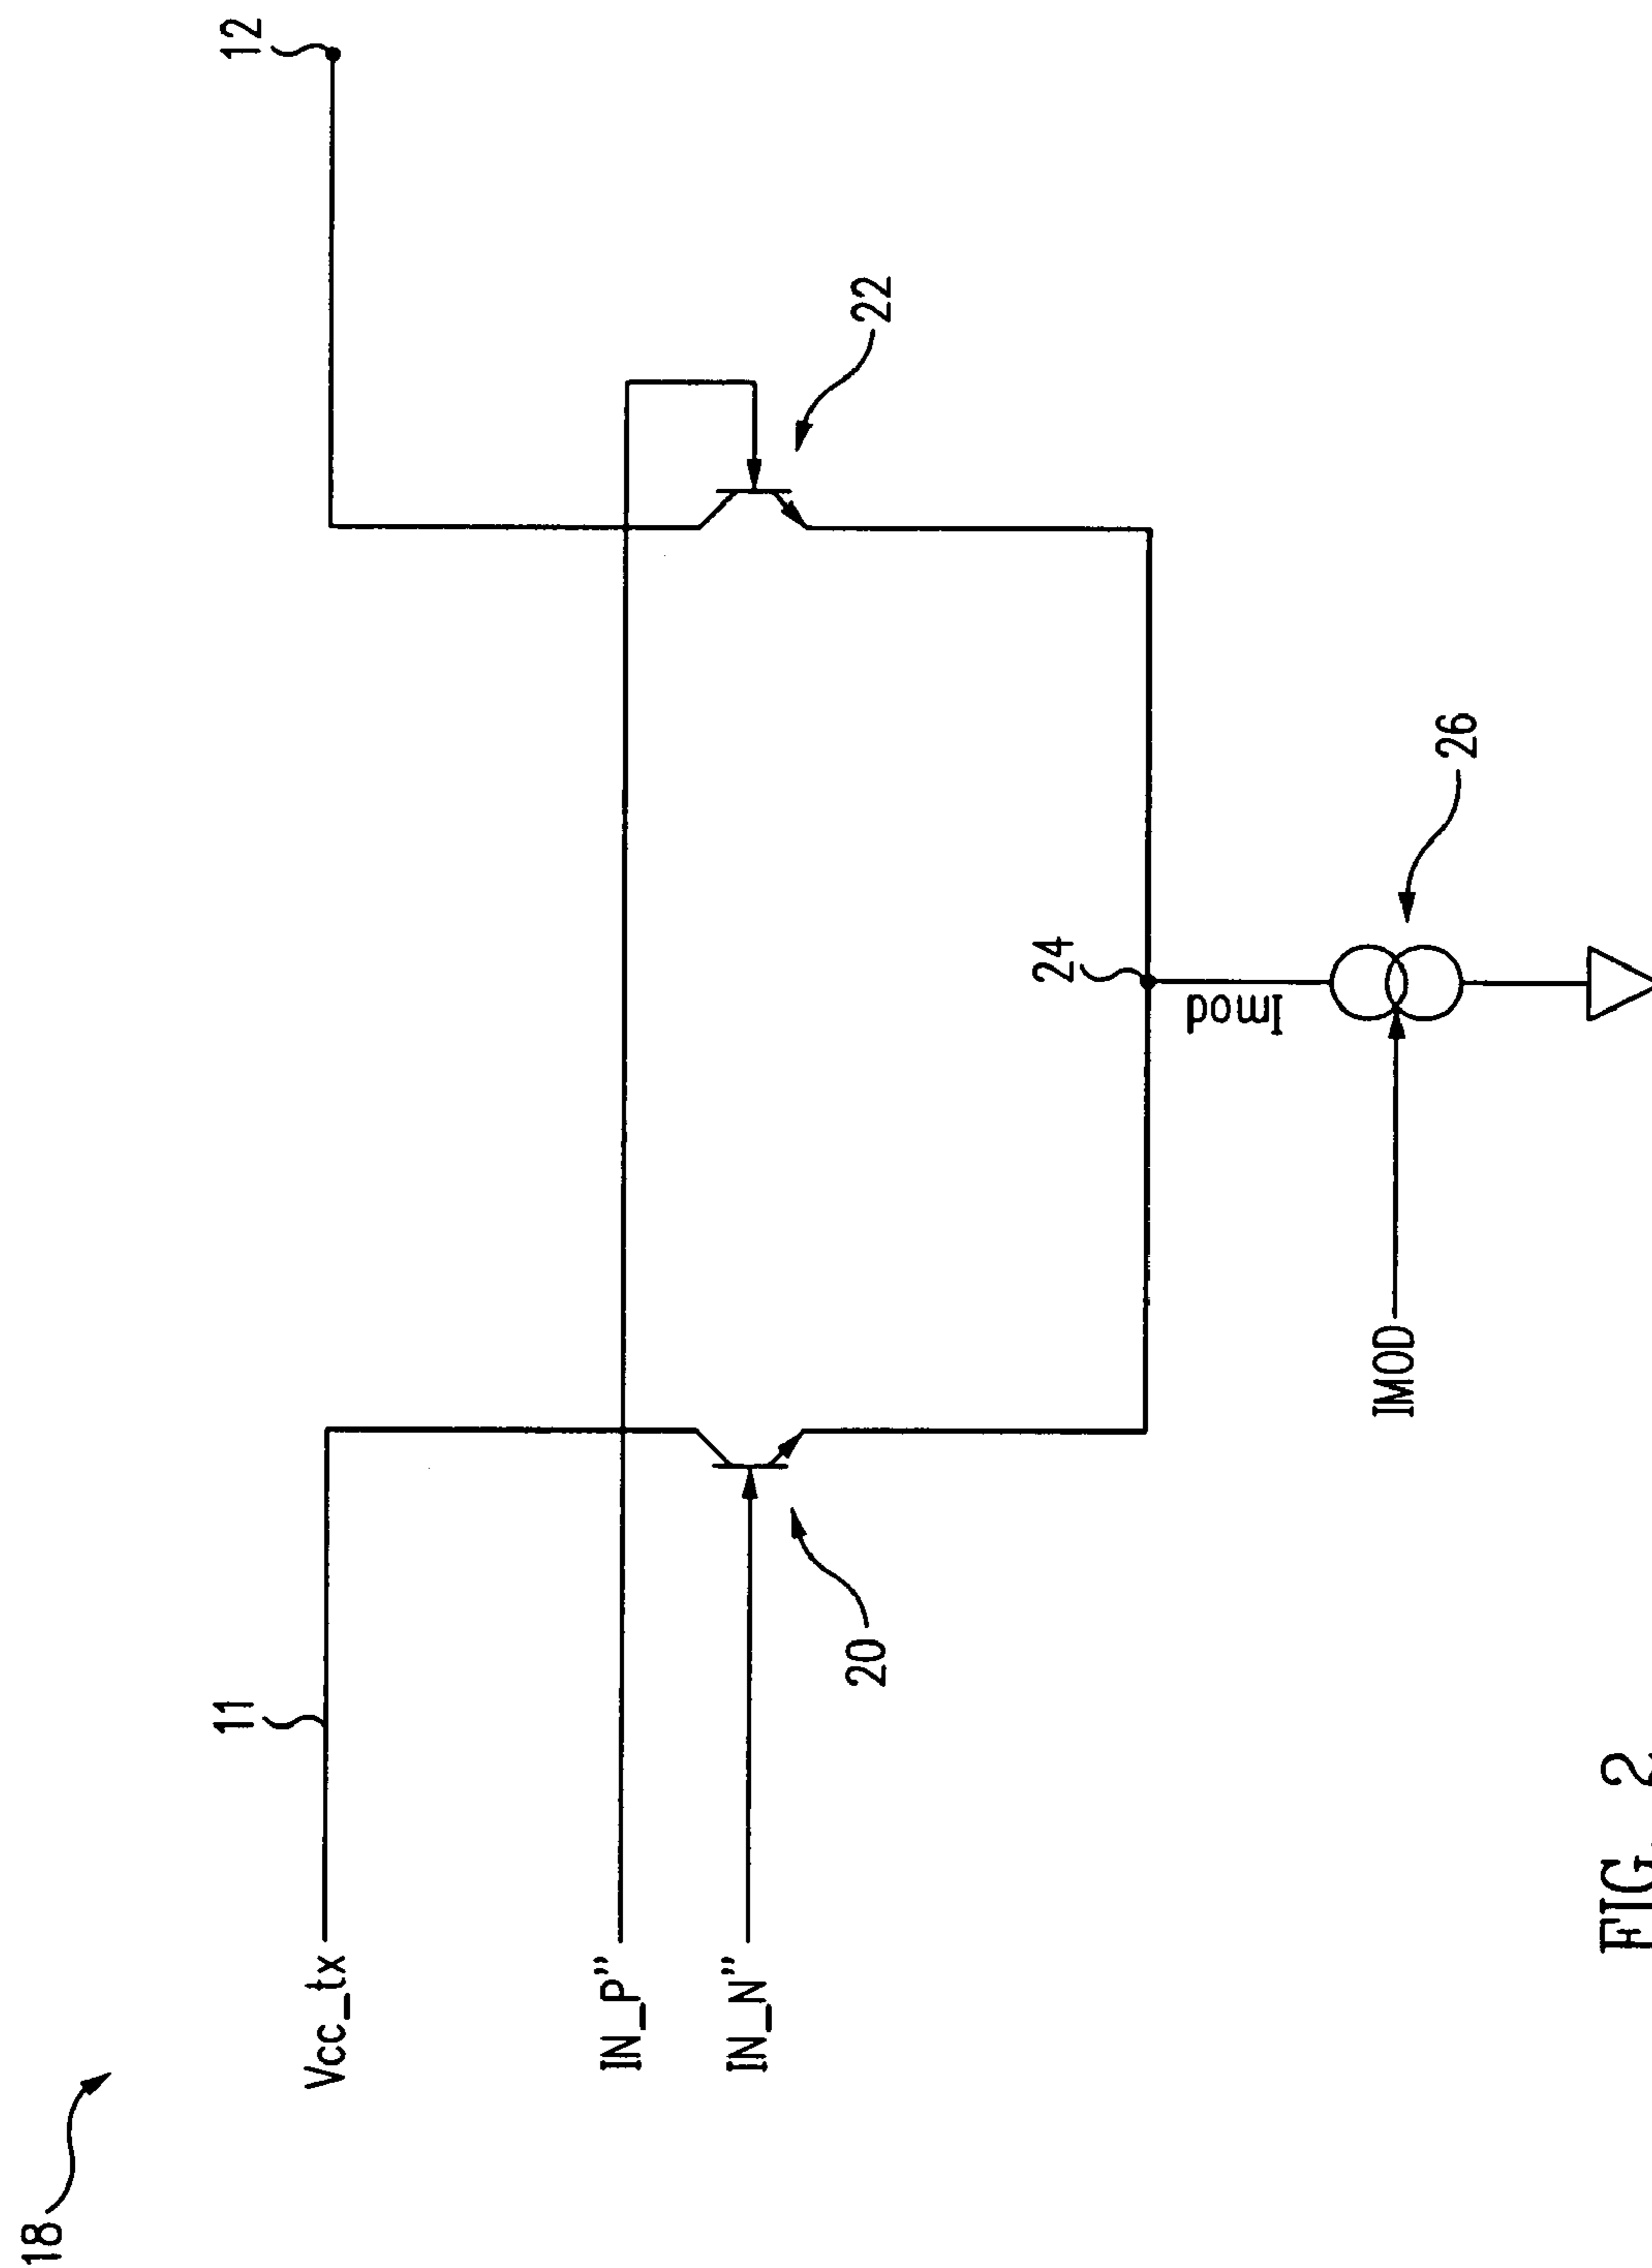 18
11
12
Vcc_tx
IN_P"
IN_N"
20
22
24
Imod
IMOD
26
FIG. 2